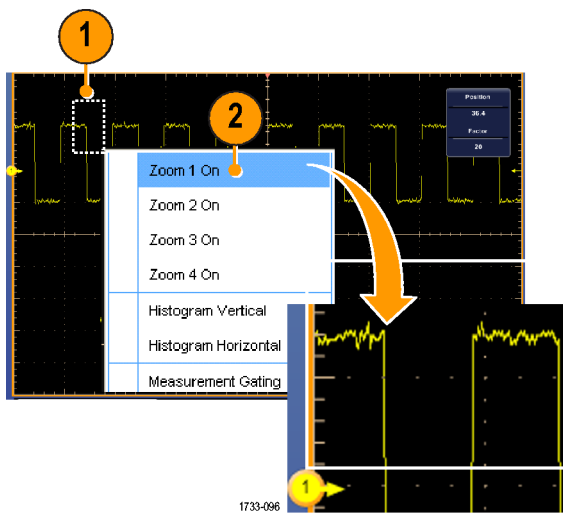 1
2
Position
36.4
Factor
20
Zoom 1 On
Zoom 2 On
Zoom 3 On
Zoom 4 On
Histogram Vertical
Histogram Horizontal
Measurement Gating
1
1733-096